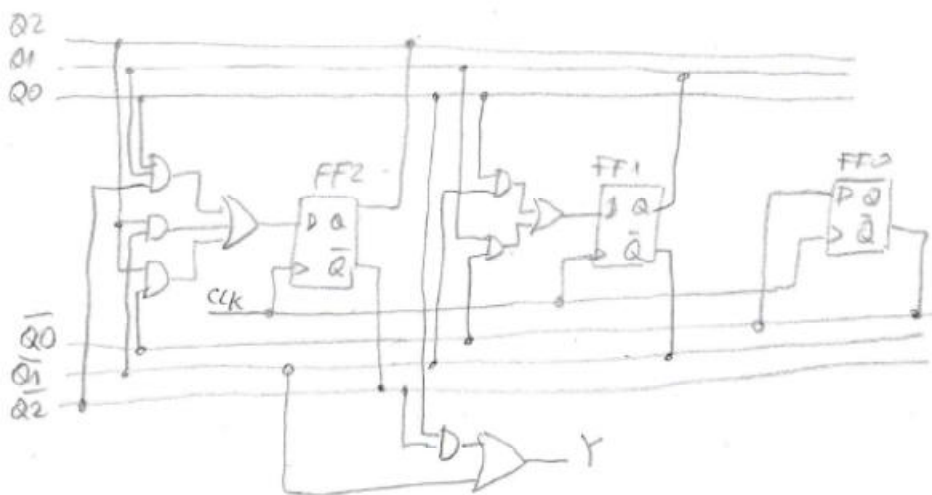 Q2
Q1
Q0
FF2
FF1
FF0
D Q
Q̅
D Q
Q̅
D Q
Q̅
CLK
Q̅0̅
Q̅1̅
Q̅2̅
Y